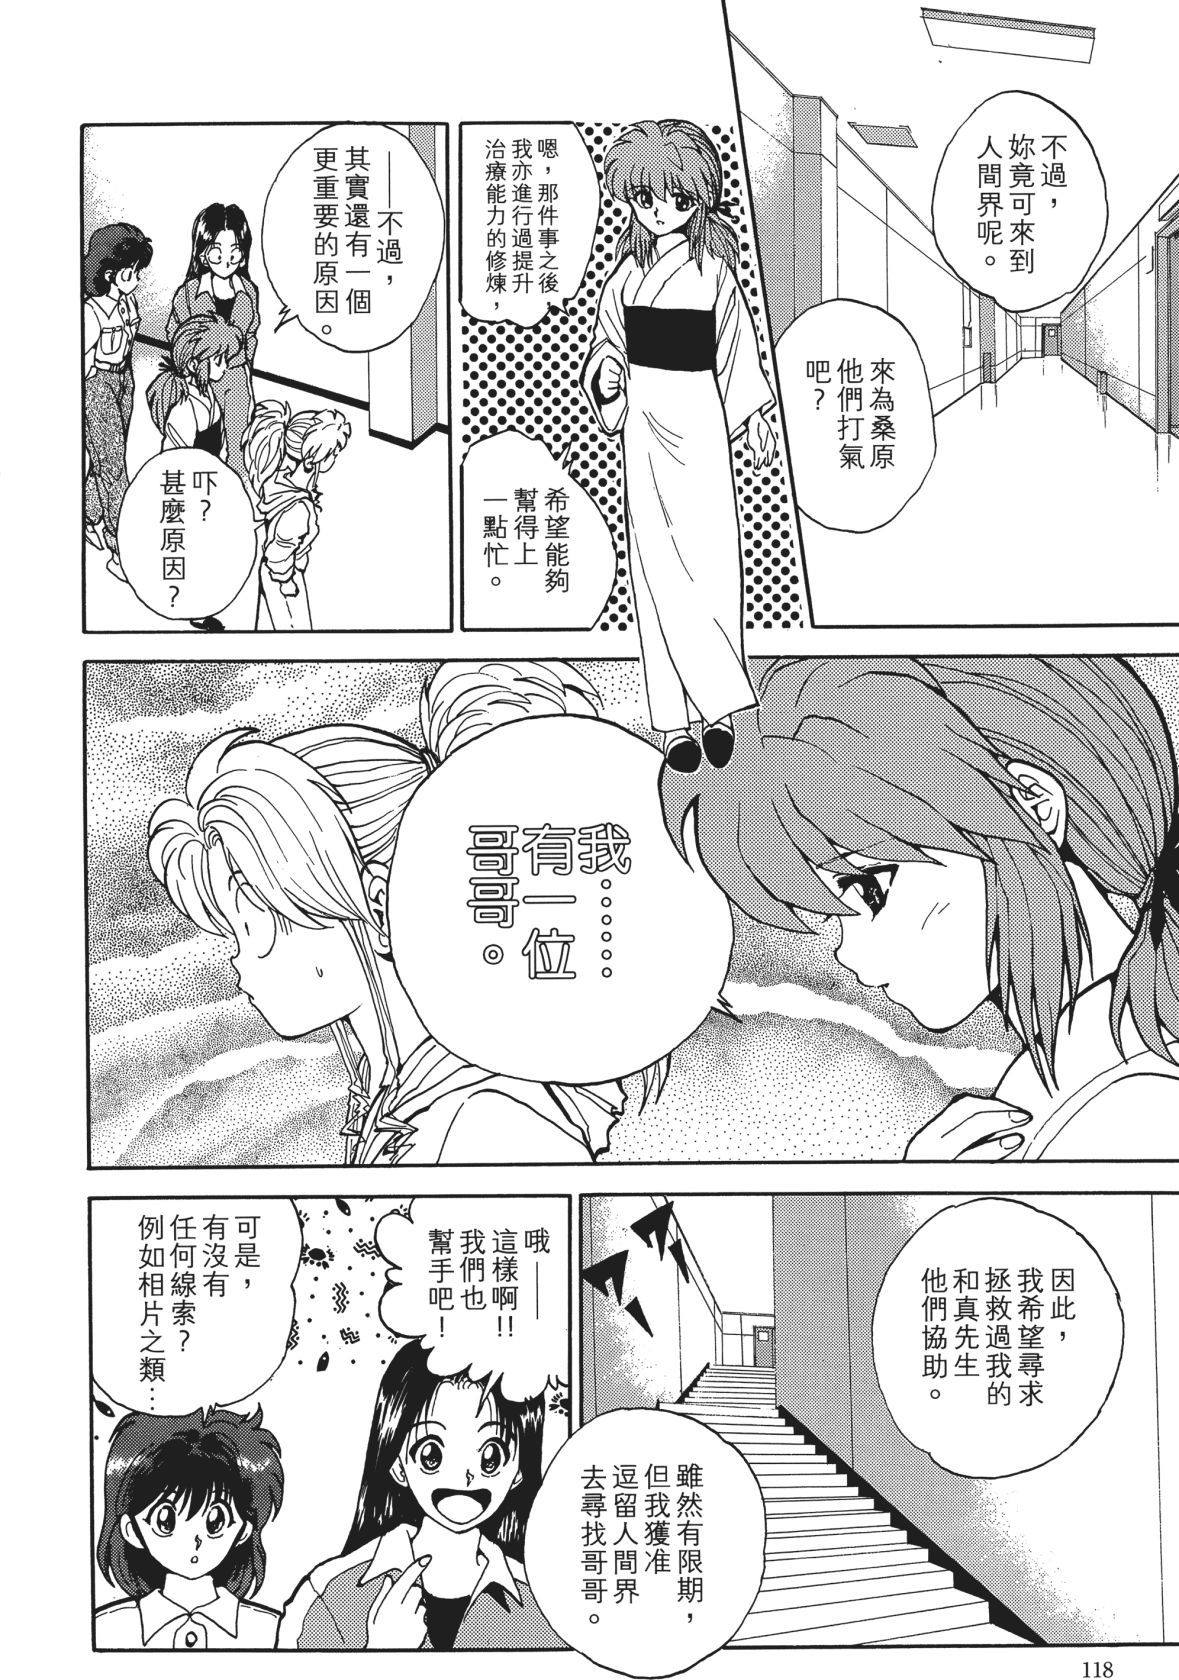 不過，
妳竟可來到
人間界呢。
來為桑原
他們打氣
吧？
嗯，那件事之後，
我亦進行過提升
治療能力的修煉，
希望能夠
幫得上
一點忙。
——不過，
其實還有一個
更重要的原因。
吓？
甚麼原因？
我……
有一位
哥哥。
因此，
我希望尋求
拯救過我的
和真先生
他們協助。
雖然有限期，
但我獲准
逗留人間界
去尋找哥哥。
哦——
這樣啊!!
我們也
幫手吧！
可是，
有沒有
任何線索？
例如相片之類…
118